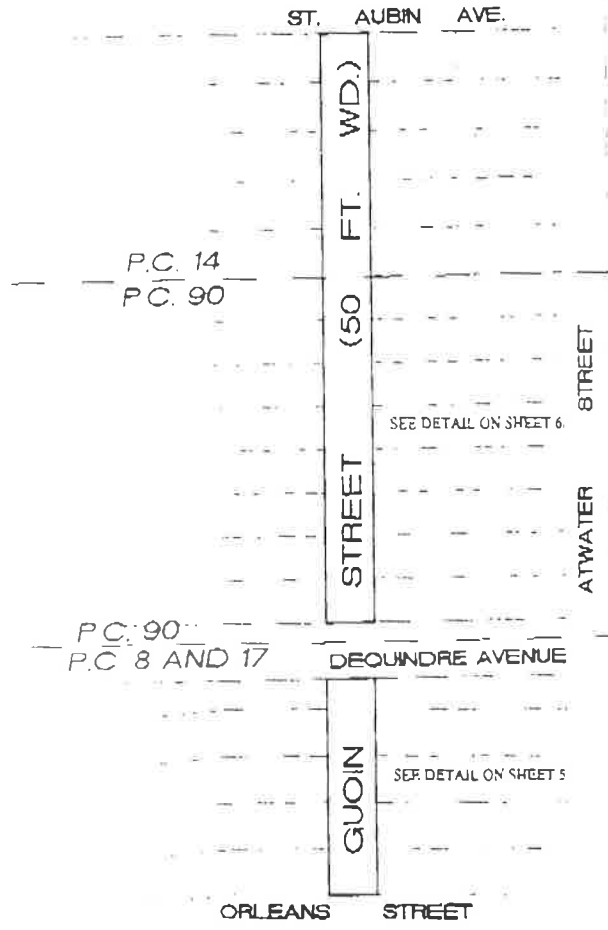 ST. AUBIN AVE.
GUOIN STREET (50 FT. WD.)
P.C. 14
P.C. 90
SEE DETAIL ON SHEET 6.
ATWATER STREET
P.C. 90
P.C 8 AND 17
DEQUINDRE AVENUE
SEE DETAIL ON SHEET 5
ORLEANS STREET